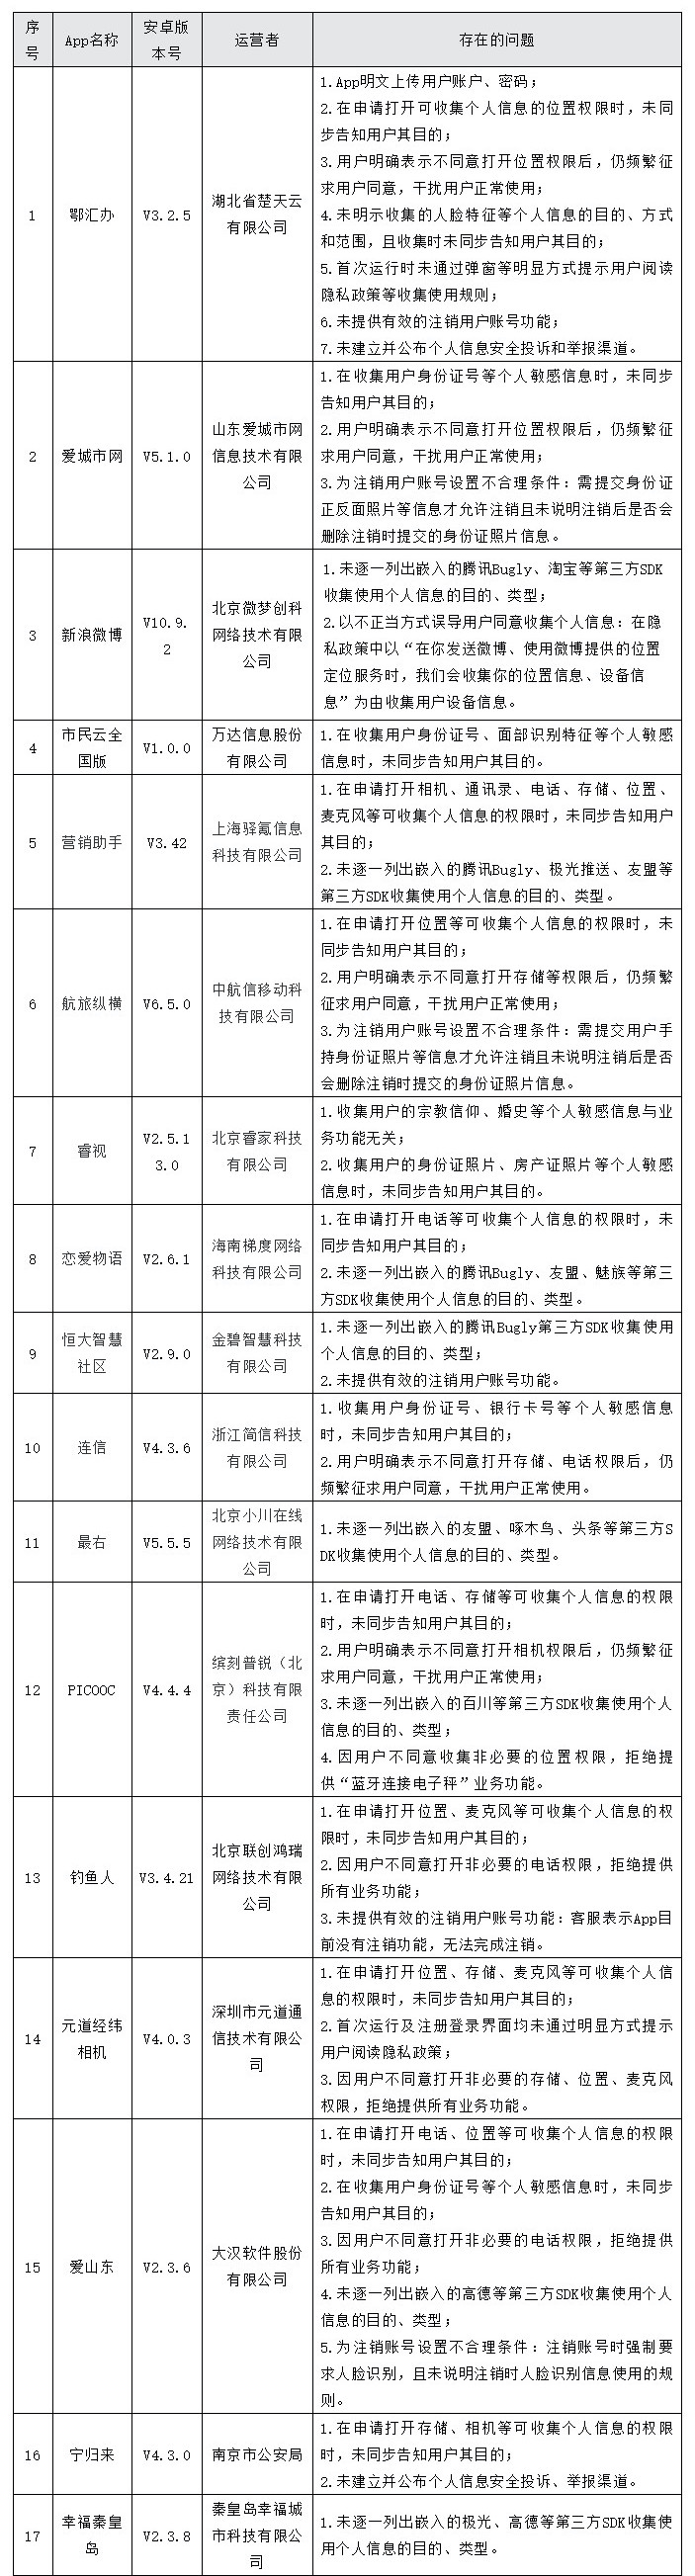 序
号
App名称
安卓版
本号
运营者
存在的问题
1
鄂汇办
V3.2.5
湖北省楚天云
有限公司
1.App明文上传用户账户、密码；
2.在申请打开可收集个人信息的位置权限时，未同
步告知用户其目的；
3.用户明确表示不同意打开位置权限后，仍频繁征
求用户同意，干扰用户正常使用；
4.未明示收集的人脸特征等个人信息的目的、方式
和范围，且收集时未同步告知用户其目的；
5.首次运行时未通过弹窗等明显方式提示用户阅读
隐私政策等收集使用规则；
6.未提供有效的注销用户账号功能；
7.未建立并公布个人信息安全投诉和举报渠道。
2
爱城市网
V5.1.0
山东爱城市网
信息技术有限
公司
1.在收集用户身份证号等个人敏感信息时，未同步
告知用户其目的；
2.用户明确表示不同意打开位置权限后，仍频繁征
求用户同意，干扰用户正常使用；
3.为注销用户账号设置不合理条件：需提交身份证
正反面照片等信息才允许注销且未说明注销后是否会
删除注销时提交的身份证照片信息。
3
新浪微博
V10.9.
2
北京微梦创科
网络技术有限
公司
1.未逐一列出嵌入的腾讯Bugly、淘宝等第三方SDK
收集使用个人信息的目的、类型；
2.以不正当方式误导用户同意收集个人信息：在隐
私政策中以“在你发送微博、使用微博提供的位置
定位服务时，我们会收集你的位置信息、设备信
息”为由收集用户设备信息。
4
市民云全
国版
V1.0.0
万达信息股份
有限公司
1.在收集用户身份证号、面部识别特征等个人敏感
信息时，未同步告知用户其目的。
5
营销助手
V3.42
上海驿氪信息
科技有限公司
1.在申请打开相机、通讯录、电话、存储、位置、
麦克风等可收集个人信息的权限时，未同步告知用户
其目的；
2.未逐一列出嵌入的腾讯Bugly、极光推送、友盟等
第三方SDK收集使用个人信息的目的、类型。
6
航旅纵横
V6.5.0
中航信移动科
技有限公司
1.在申请打开位置等可收集个人信息的权限时，未
同步告知用户其目的；
2.用户明确表示不同意打开存储等权限后，仍频繁
征求用户同意，干扰用户正常使用；
3.为注销用户账号设置不合理条件：需提交用户手
持身份证照片等信息才允许注销且未说明注销后是否
会删除注销时提交的身份证照片信息。
7
睿视
V2.5.1
3.0
北京睿家科技
有限公司
1.收集用户的宗教信仰、婚史等个人敏感信息与业
务功能无关；
2.收集用户的身份证照片、房产证照片等个人敏感
信息时，未同步告知用户其目的。
8
恋爱物语
V2.6.1
海南梯度网络
科技有限公司
1.在申请打开电话等可收集个人信息的权限时，未
同步告知用户其目的；
2.未逐一列出嵌入的腾讯Bugly、友盟、魅族等第三
方SDK收集使用个人信息的目的、类型。
9
恒大智慧
社区
V2.9.0
金碧智慧科技
有限公司
1.未逐一列出嵌入的腾讯Bugly第三方SDK收集使用
个人信息的目的、类型；
2.未提供有效的注销用户账号功能。
10
连信
V4.3.6
浙江简信科技
有限公司
1.收集用户身份证号、银行卡号等个人敏感信息
时，未同步告知用户其目的；
2.用户明确表示不同意打开存储、电话权限后，仍
频繁征求用户同意，干扰用户正常使用。
11
最右
V5.5.5
北京小川在线
网络技术有限
公司
1.未逐一列出嵌入的友盟、啄木鸟、头条等第三方S
DK收集使用个人信息的目的、类型。
12
PICOOC
V4.4.4
缤刻普锐（北
京）科技有限
责任公司
1.在申请打开电话、存储等可收集个人信息的权限
时，未同步告知用户其目的；
2.用户明确表示不同意打开相机权限后，仍频繁征
求用户同意，干扰用户正常使用；
3.未逐一列出嵌入的百川等第三方SDK收集使用个人
信息的目的、类型；
4.因用户不同意收集非必要的位置权限，拒绝提
供“蓝牙连接电子秤”业务功能。
13
钓鱼人
V3.4.21
北京联创鸿瑞
网络技术有限
公司
1.在申请打开位置、麦克风等可收集个人信息的权
限时，未同步告知用户其目的；
2.因用户不同意打开非必要的电话权限，拒绝提供
所有业务功能；
3.未提供有效的注销用户账号功能：客服表示App目
前没有注销功能，无法完成注销。
14
元道经纬
相机
V4.0.3
深圳市元道通
信技术有限公
司
1.在申请打开位置、存储、麦克风等可收集个人信
息的权限时，未同步告知用户其目的；
2.首次运行及注册登录界面均未通过明显方式提示
用户阅读隐私政策；
3.因用户不同意打开非必要的存储、位置、麦克风
权限，拒绝提供所有业务功能。
15
爱山东
V2.3.6
大汉软件股份
有限公司
1.在申请打开电话、位置等可收集个人信息的权限
时，未同步告知用户其目的；
2.在收集用户身份证号等个人敏感信息时，未同步
告知用户其目的；
3.因用户不同意打开非必要的电话权限，拒绝提供
所有业务功能；
4.未逐一列出嵌入的高德等第三方SDK收集使用个人
信息的目的、类型；
5.为注销账号设置不合理条件：注销账号时强制要
求人脸识别，且未说明注销时人脸识别信息使用的规
则。
16
宁归来
V4.3.0
南京市公安局
1.在申请打开存储、相机等可收集个人信息的权限
时，未同步告知用户其目的；
2.未建立并公布个人信息安全投诉、举报渠道。
17
幸福秦皇
岛
V2.3.8
秦皇岛幸福城
市科技有限公
司
1.未逐一列出嵌入的极光、高德等第三方SDK收集使
用个人信息的目的、类型。